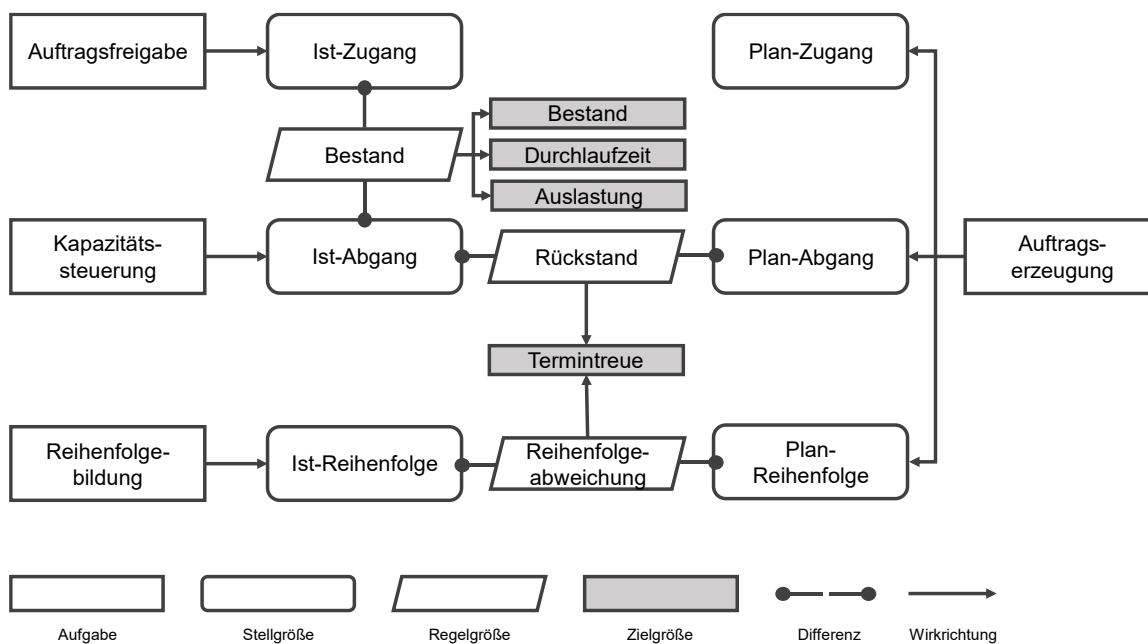 Auftragsfreigabe
Ist-Zugang
Plan-Zugang
Bestand
Bestand
Durchlaufzeit
Auslastung
Kapazitäts-
steuerung
Ist-Abgang
Rückstand
Plan-Abgang
Auftrags-
erzeugung
Termintreue
Reihenfolge-
bildung
Ist-Reihenfolge
Reihenfolge-
abweichung
Plan-
Reihenfolge
Aufgabe
Stellgröße
Regelgröße
Zielgröße
Differenz
Wirkrichtung